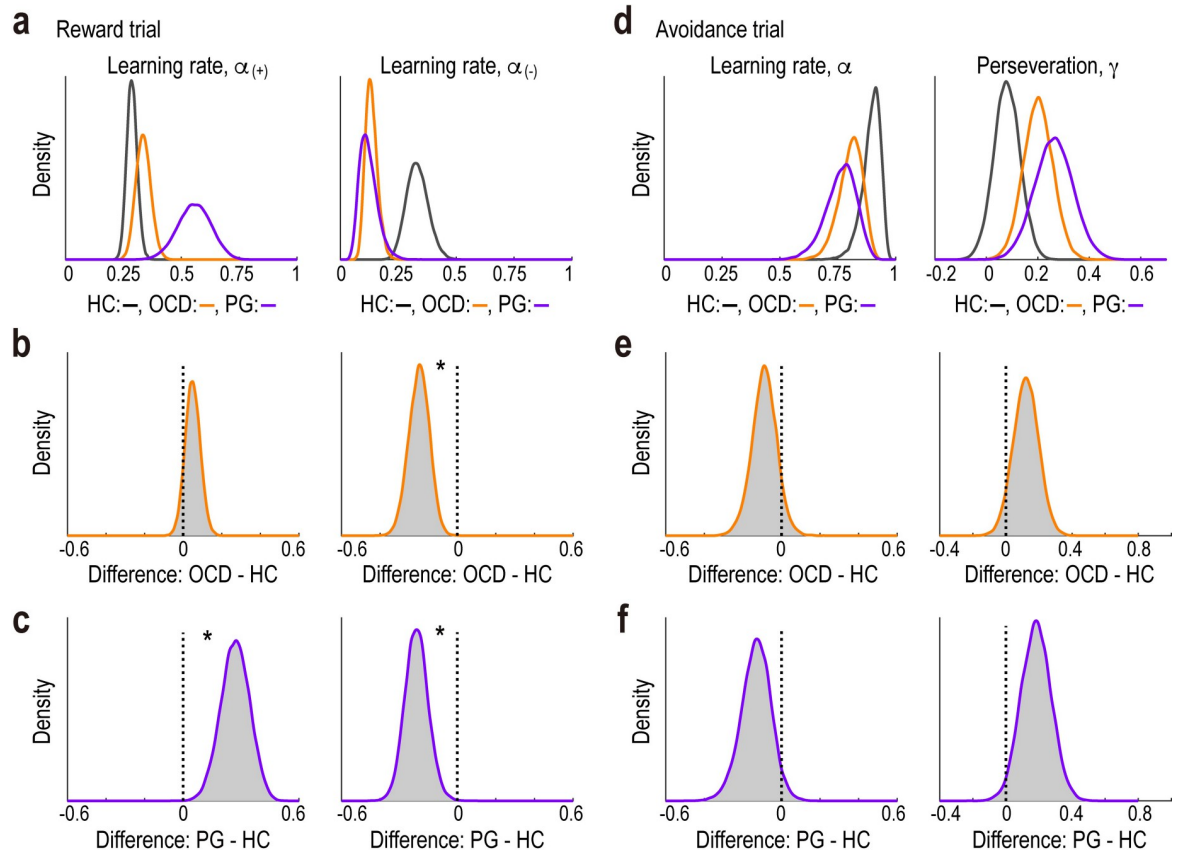 a Reward trial
Learning rate, α(+)
Density
0 0.25 0.5 0.75 1
HC:, OCD:, PG:
Learning rate, α(-)
0 0.25 0.5 0.75 1
HC:, OCD:, PG:
d Avoidance trial
Learning rate, α
Density
0 0.25 0.5 0.75 1
HC:, OCD:, PG:
Perseveration, γ
-0.2 0 0.2 0.4 0.6
HC:, OCD:, PG:
b
Density
-0.6 0 0.6
Difference: OCD - HC
*
-0.6 0 0.6
Difference: OCD - HC
e
Density
-0.6 0 0.6
Difference: OCD - HC
-0.4 0 0.4 1
Difference: OCD - HC
c
Density
*
-0.6 0 0.6
Difference: PG - HC
*
-0.6 0 0.6
Difference: PG - HC
f
Density
-0.6 0 0.6
Difference: PG - HC
-0.4 0 0.4 1
Difference: PG - HC